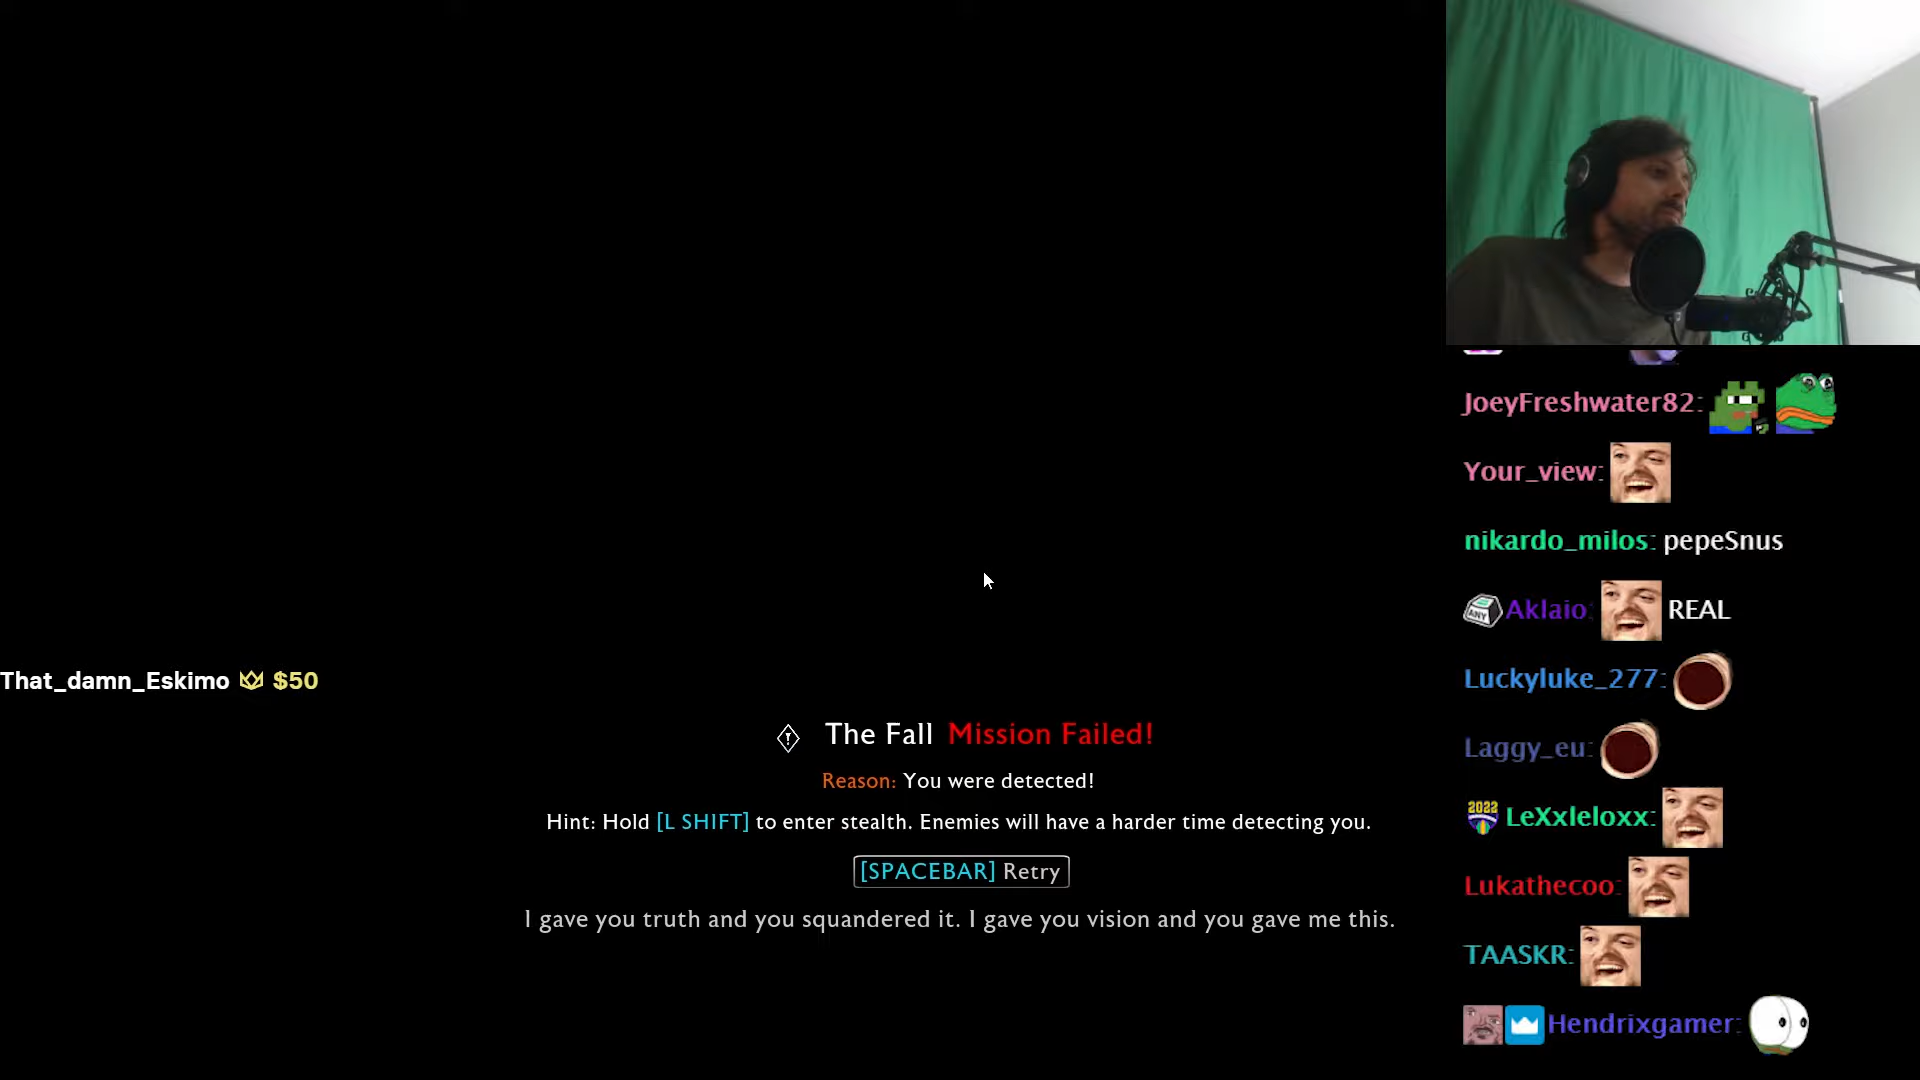 JoeyFreshwater82:
Your_view:
nikardo_milos: pepeSnus
ANY Aklaio: REAL
Luckyluke_277:
Laggy_eu:
2022 LeXxleloxx:
Lukathecoo:
TAASKR:
Hendrixgamer:
That_damn_Eskimo $50
The Fall Mission Failed!
Reason: You were detected!
Hint: Hold [L SHIFT] to enter stealth. Enemies will have a harder time detecting you.
[SPACEBAR] Retry
I gave you truth and you squandered it. I gave you vision and you gave me this.